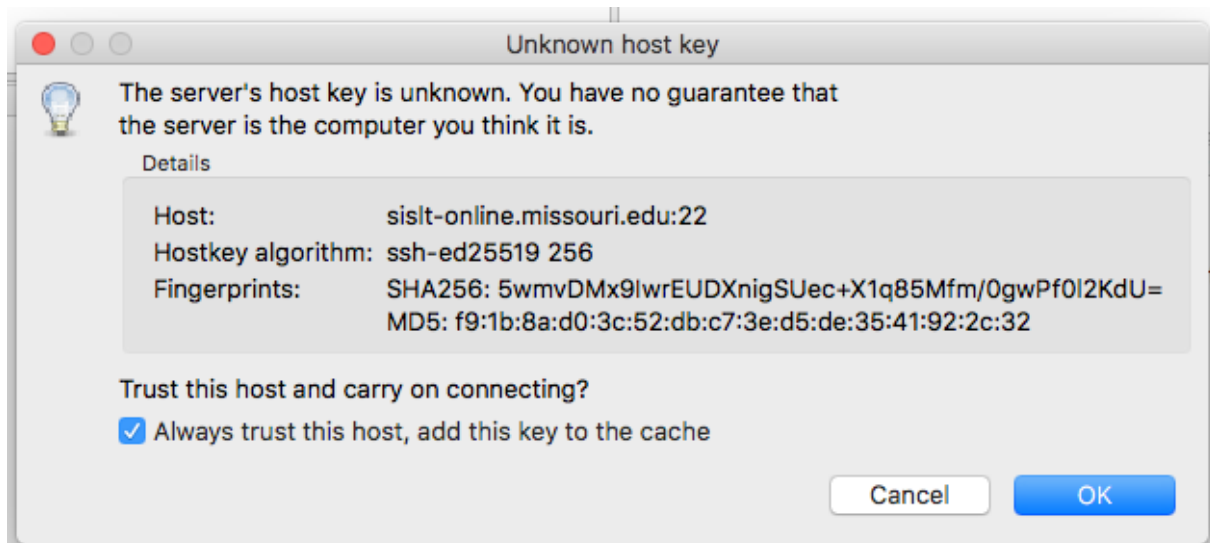 Unknown host key
The server's host key is unknown. You have no guarantee that
the server is the computer you think it is.
Details
Host: sislt-online.missouri.edu:22
Hostkey algorithm: ssh-ed25519 256
Fingerprints: SHA256: 5wmvDMx9lwrEUDXnigSUec+X1q85Mfm/0gwPf0l2KdU=
MD5: f9:1b:8a:d0:3c:52:db:c7:3e:d5:de:35:41:92:2c:32
Trust this host and carry on connecting?
Always trust this host, add this key to the cache
Cancel OK